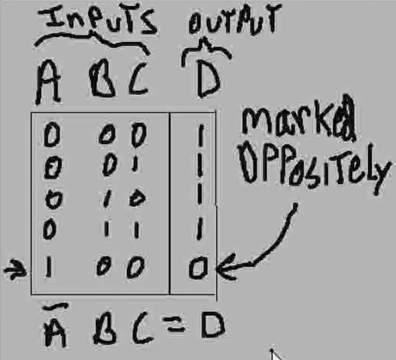 INPUTS OUTPUT
A B C D
0 0 0 1
0 0 1 1
0 1 0 1
0 1 1 1
1 0 0 0
marked
OPPOSITELY
A̅ B C = D